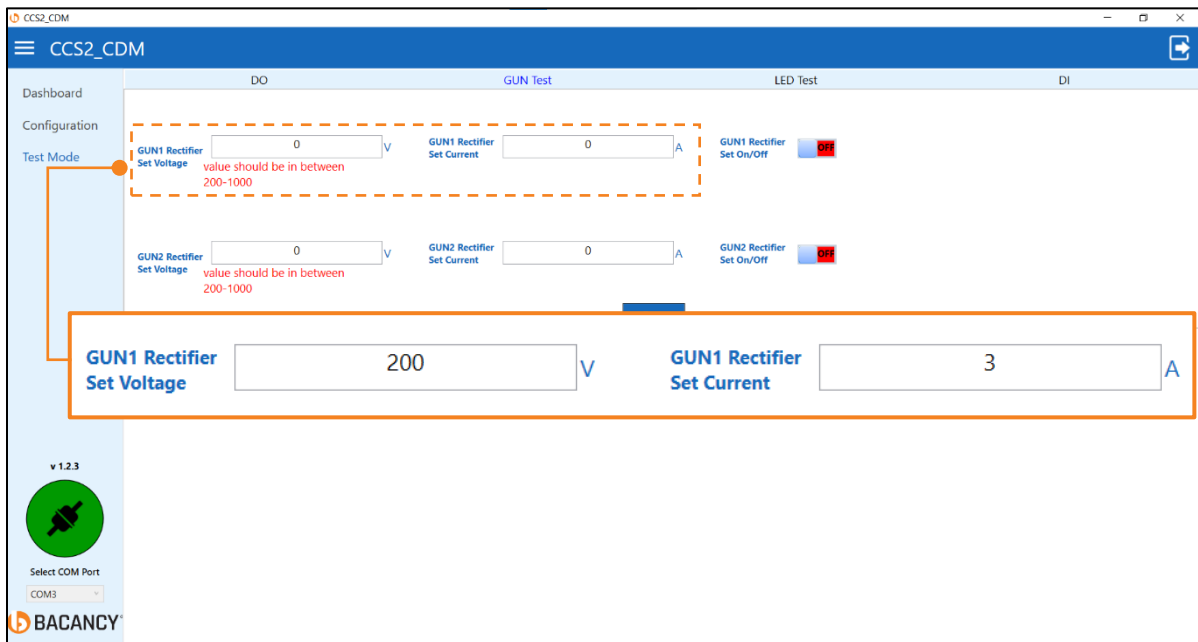 CCS2_CDM
CCS2_CDM
Dashboard
Configuration
Test Mode
DO
GUN Test
LED Test
DI
GUN1 Rectifier
Set Voltage
0
V
value should be in between
200-1000
GUN1 Rectifier
Set Current
0
A
GUN1 Rectifier
Set On/Off
OFF
GUN2 Rectifier
Set Voltage
0
V
value should be in between
200-1000
GUN2 Rectifier
Set Current
0
A
GUN2 Rectifier
Set On/Off
OFF
GUN1 Rectifier
Set Voltage
200
V
GUN1 Rectifier
Set Current
3
A
v 1.2.3
Select COM Port
COM3
BACANCY